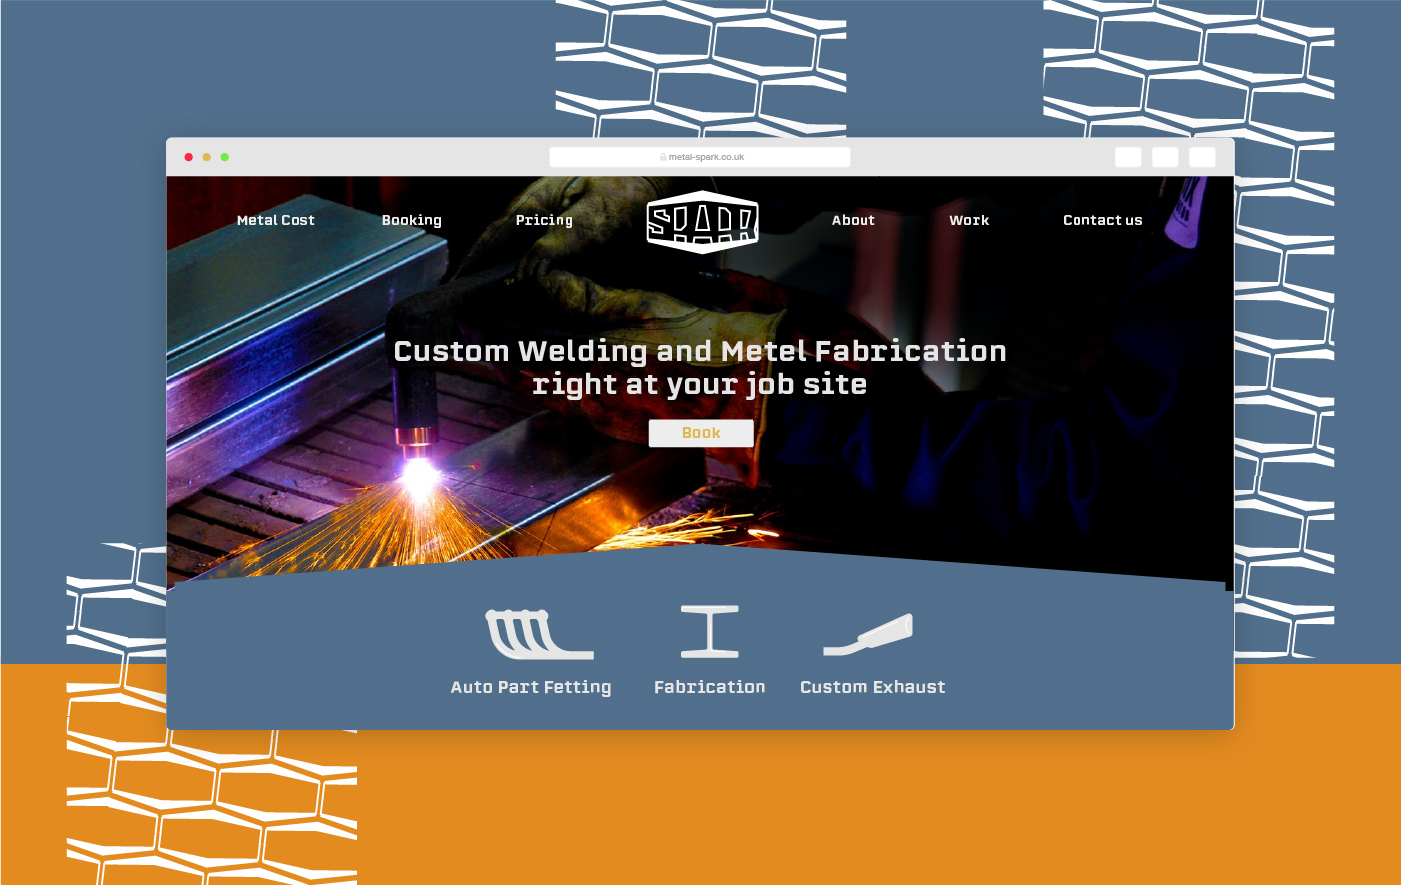 metal-spark.co.uk
Metal Cost
Booking
Pricing
SPARK
About
Work
Contact us
Custom Welding and Metel Fabrication
right at your job site
Book
Auto Part Fetting
Fabrication
Custom Exhaust